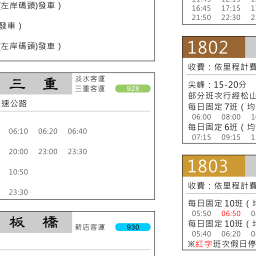 (左岸碼頭)發車）
發車）
(左岸碼頭)發車）
三 重
淡水客運
三重客運
928
速公路
06:10 06:20 06:40
20:00 23:00 23:30
10:50
23:30
板 橋
新店客運
930
16:45 17:15
21:50 22:30
1802
收費：依里程計費
尖峰：15-20分
部分班次行經松山
每日固定7班（均
06:00 08:00
每日固定6班（均
07:15 09:15
1803
收費：依里程計費
每日固定10班（
05:50 06:50
每日固定10班（
05:40 06:20
※紅字班次假日停